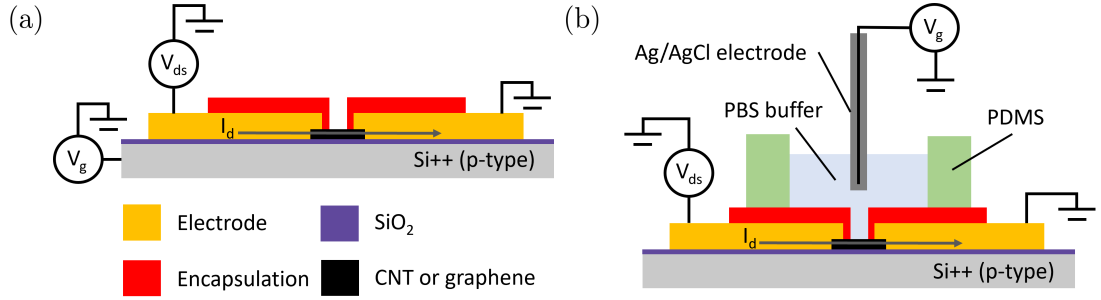 (a)
V_ds
V_g
I_d
Si++ (p-type)
Electrode
SiO₂
Encapsulation
CNT or graphene
(b)
V_g
Ag/AgCl electrode
PBS buffer
PDMS
V_ds
I_d
Si++ (p-type)